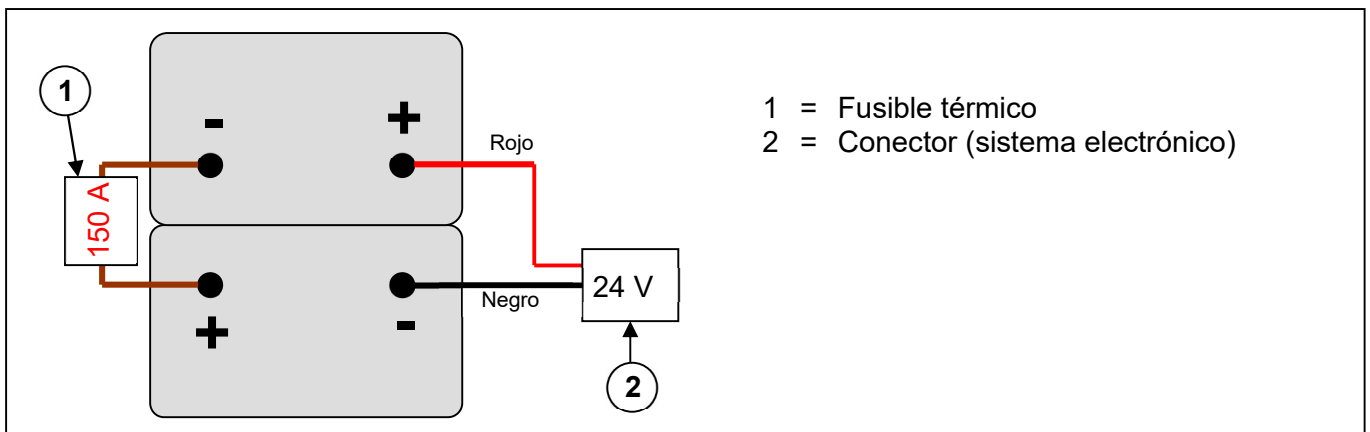 1
-
+
Rojo
150 A
24 V
Negro
+
-
2
1 = Fusible térmico
2 = Conector (sistema electrónico)